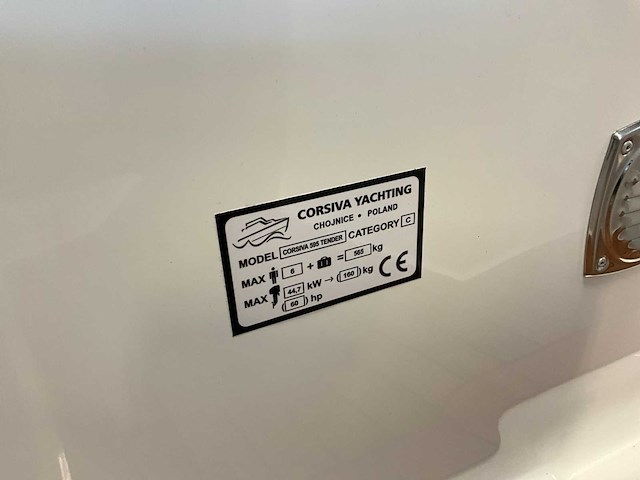 CORSIVA YACHTING
CHOJNICE • POLAND
MODEL CORSIVA 595 TENDER CATEGORY C
MAX 6 + = 565 kg
MAX 44,7 kW → (160) kg CE
(60) hp